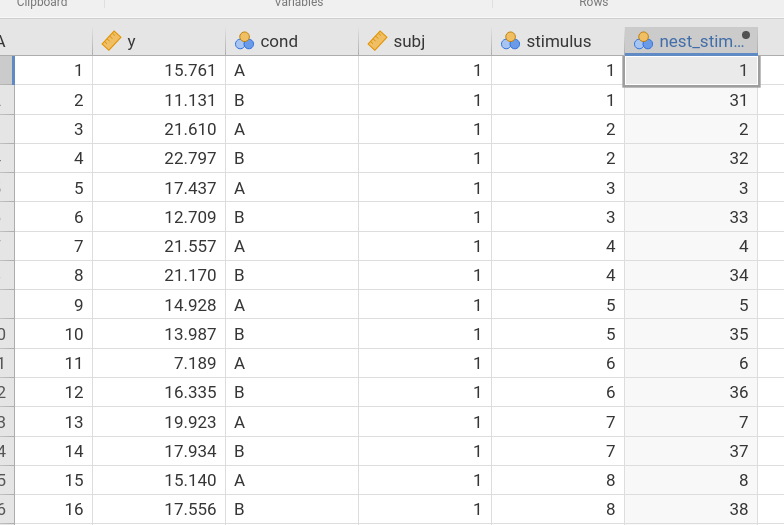 Clipboard Variables Rows
A y cond subj stimulus nest_stim...
1 15.761 A 1 1 1
2 11.131 B 1 1 31
3 21.610 A 1 2 2
4 22.797 B 1 2 32
5 17.437 A 1 3 3
6 12.709 B 1 3 33
7 21.557 A 1 4 4
8 21.170 B 1 4 34
9 14.928 A 1 5 5
0 10 13.987 B 1 5 35
1 11 7.189 A 1 6 6
2 12 16.335 B 1 6 36
3 13 19.923 A 1 7 7
4 14 17.934 B 1 7 37
5 15 15.140 A 1 8 8
6 16 17.556 B 1 8 38